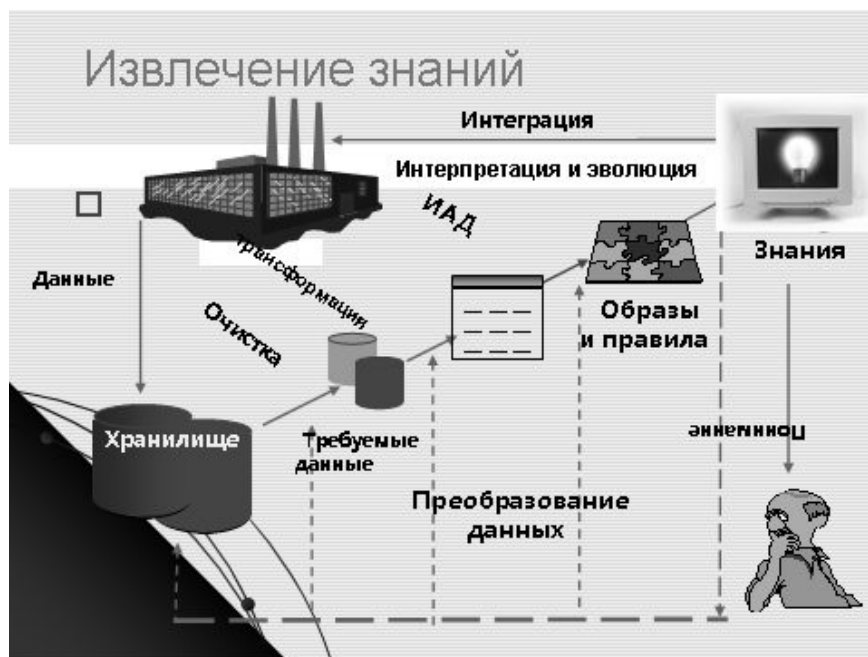 Извлечение знаний
Интеграция
Интерпретация и эволюция
ИАД
Трансформации
Данные
Очистка
Знания
Образы
и правила
Хранилище
Требуемые
данные
Понимание
Преобразование
данных